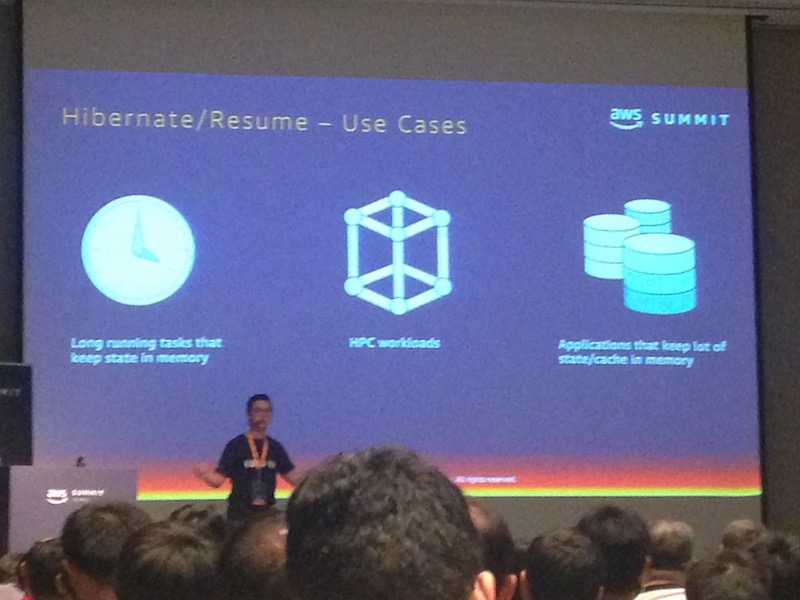 Hibernate/Resume – Use Cases
aws SUMMIT
Long running tasks that
keep state in memory
HPC workloads
Applications that keep lot of
state/cache in memory
All rights reserved.
aws SUMMIT